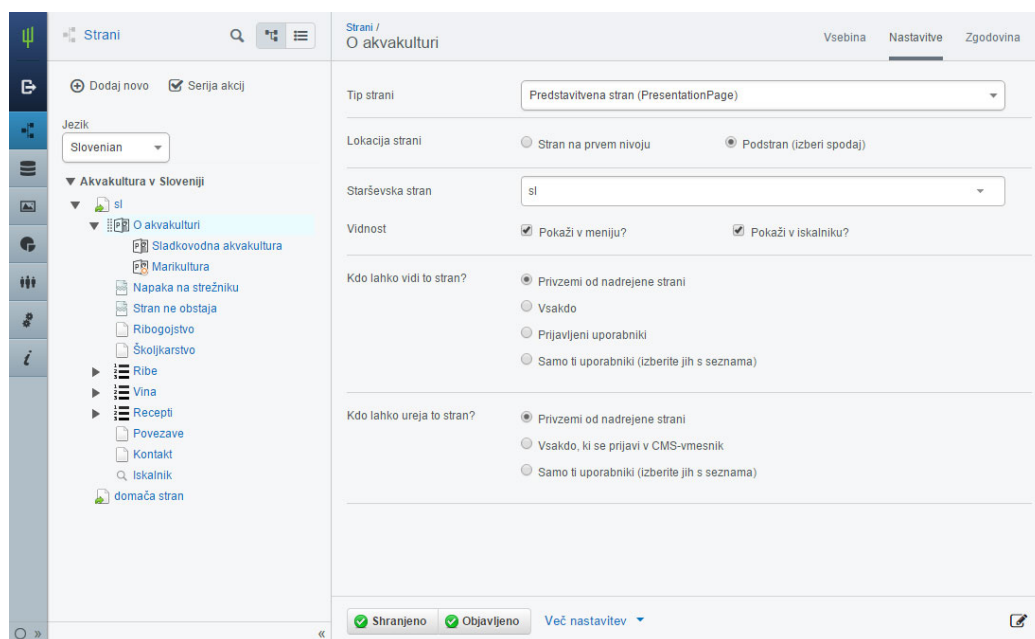 Strani
Dodaj novo
Serija akcij
Jezik
Slovenian
Akvakultura v Sloveniji
sl
O akvakulturi
Sladkovodna akvakultura
Marikultura
Napaka na strežniku
Stran ne obstaja
Ribogojstvo
Školjkarstvo
Ribe
Vina
Recepti
Povezave
Kontakt
Iskalnik
domača stran
Strani /
O akvakulturi
Vsebina
Nastavitve
Zgodovina
Tip strani
Predstavitvena stran (PresentationPage)
Lokacija strani
Stran na prvem nivoju
Podstran (izberi spodaj)
Starševska stran
sl
Vidnost
Pokaži v meniju?
Pokaži v iskalniku?
Kdo lahko vidi to stran?
Privzemi od nadrejene strani
Vsakdo
Prijavljeni uporabniki
Samo ti uporabniki (izberite jih s seznama)
Kdo lahko ureja to stran?
Privzemi od nadrejene strani
Vsakdo, ki se prijavi v CMS-vmesnik
Samo ti uporabniki (izberite jih s seznama)
Shranjeno
Objavljeno
Več nastavitev